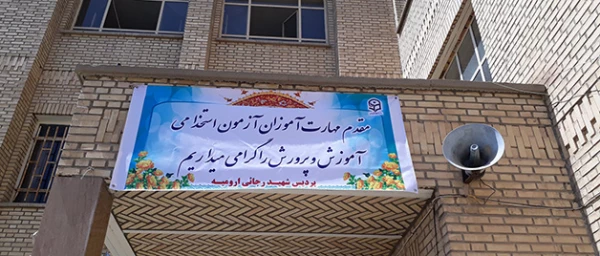 مقدم مهارت آموزان آزمون استخدامی
آموزش و پرورش را گرامی میداریم
پردیس شهید رجائی ارومیه